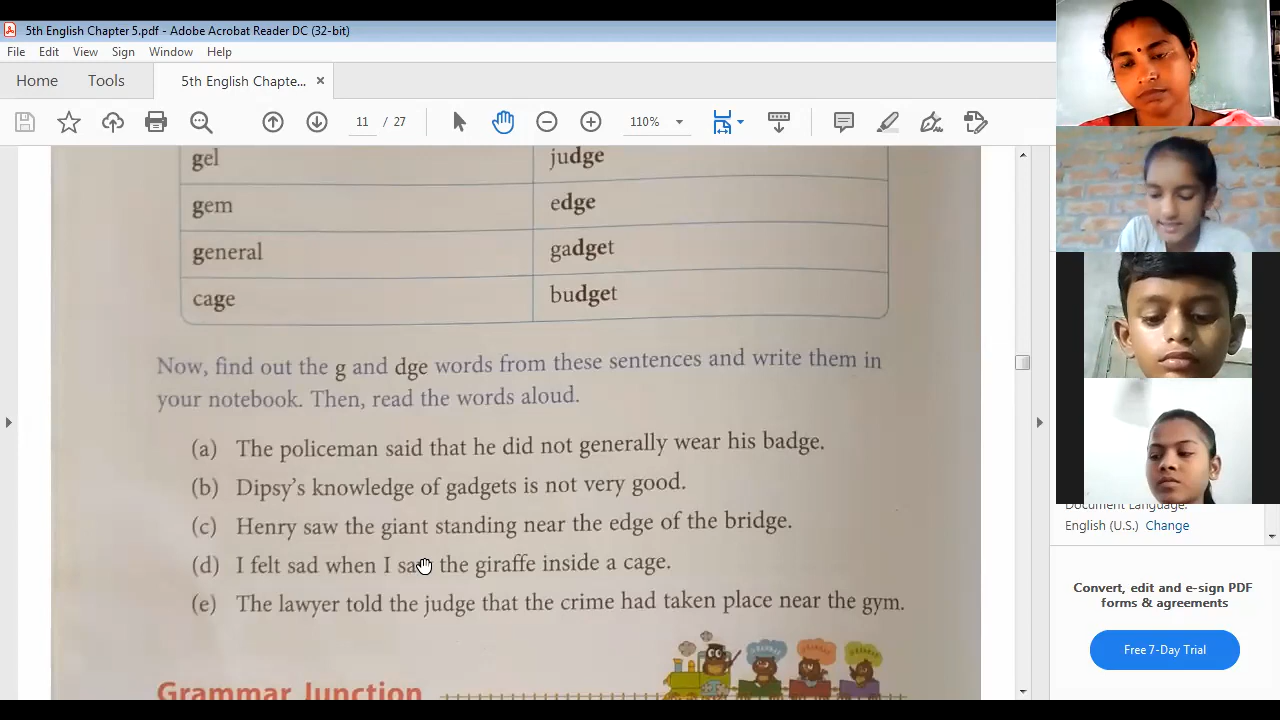 5th English Chapter 5.pdf - Adobe Acrobat Reader DC (32-bit)
File Edit View Sign Window Help
Home Tools 5th English Chapte... ×
11 / 27 110%
gel judge
gem edge
general gadget
cage budget
Now, find out the g and dge words from these sentences and write them in
your notebook. Then, read the words aloud.
(a) The policeman said that he did not generally wear his badge.
(b) Dipsy's knowledge of gadgets is not very good.
(c) Henry saw the giant standing near the edge of the bridge.
(d) I felt sad when I saw the giraffe inside a cage.
(e) The lawyer told the judge that the crime had taken place near the gym.
Grammar Junction
Document Language:
English (U.S.) Change
Convert, edit and e-sign PDF
forms & agreements
Free 7-Day Trial